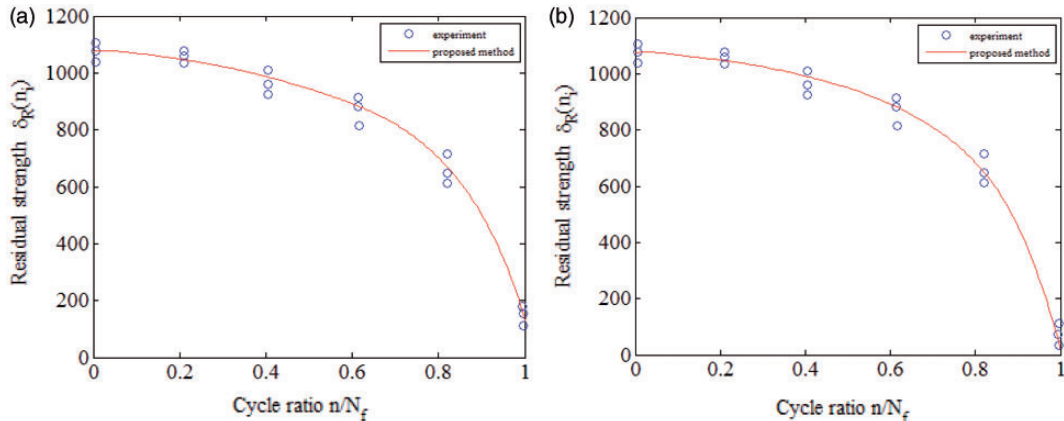 (a)
1200
1000
800
600
400
200
0
0 0.2 0.4 0.6 0.8 1
Residual strength δR(ni)
Cycle ratio n/Nf
experiment
proposed method
(b)
1200
1000
800
600
400
200
0
0 0.2 0.4 0.6 0.8 1
Residual strength δR(ni)
Cycle ratio n/Nf
experiment
proposed method